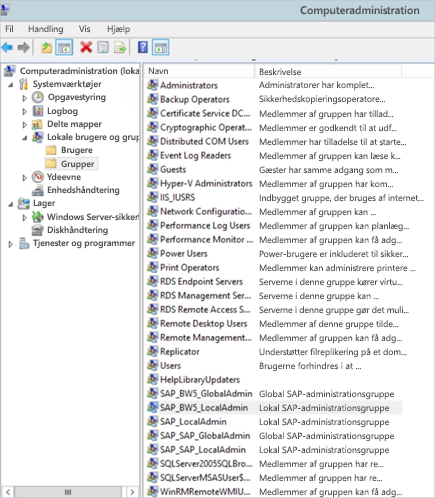 Computeradministration
Fil Handling Vis Hjælp
Computeradministration (loka
Systemværktøjer
Opgavestyring
Logbog
Delte mapper
Lokale brugere og grup
Brugere
Grupper
Ydeevne
Enhedshåndtering
Lager
Windows Server-sikker
Diskhåndtering
Tjenester og programmer
Navn Beskrivelse
Administrators Administratorer har komplet...
Backup Operators Sikkerhedskopieringsoperatore...
Certificate Service DC... Medlemmer af gruppen har tillad...
Cryptographic Operat... Medlemmer er godkendt til at udf...
Distributed COM Users Medlemmer har tilladelse til at starte...
Event Log Readers Medlemmer af gruppen kan læse k...
Guests Gæster har samme adgang som m...
Hyper-V Administrators Medlemmer af gruppen har kom...
IIS_IUSRS Indbygget gruppe, der bruges af internet...
Network Configuratio... Medlemmer af gruppen kan ...
Performance Log Users Medlemmer af gruppen kan planlæg...
Performance Monitor ... Medlemmer af gruppen kan få adg...
Power Users Power-brugere er inkluderet til sikker...
Print Operators Medlemmer kan administrere printere ...
RDS Endpoint Servers Serverne i denne gruppe kører virtu...
RDS Management Ser... Serverne i denne gruppe kan ...
RDS Remote Access S... Serverne i denne gruppe gør det muli...
Remote Desktop Users Medlemmer af denne gruppe tilde...
Remote Management... Medlemmer af gruppen kan få adg...
Replicator Understøtter filreplikering på et dom...
Users Brugerne forhindres i at ...
HelpLibraryUpdaters
SAP_BW5_GlobalAdmin Global SAP-administrationsgruppe
SAP_BW5_LocalAdmin Lokal SAP-administrationsgruppe
SAP_LocalAdmin Lokal SAP-administrationsgruppe
SAP_SAP_GlobalAdmin Global SAP-administrationsgruppe
SAP_SAP_LocalAdmin Lokal SAP-administrationsgruppe
SQLServer2005SQLBro... Medlemmer af gruppen har re...
SQLServerMSASUser$... Medlemmer af gruppen har re...
WinRMRemoteWMIU... Medlemmer af gruppen kan få adg...